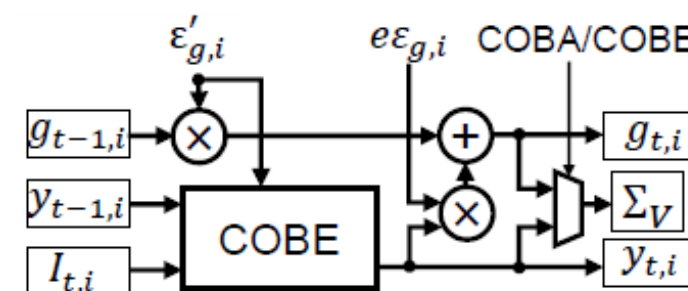 ε′g,i eεg,i COBA/COBE
gt−1,i × + gt,i
yt−1,i × ΣV
COBE
It,i yt,i